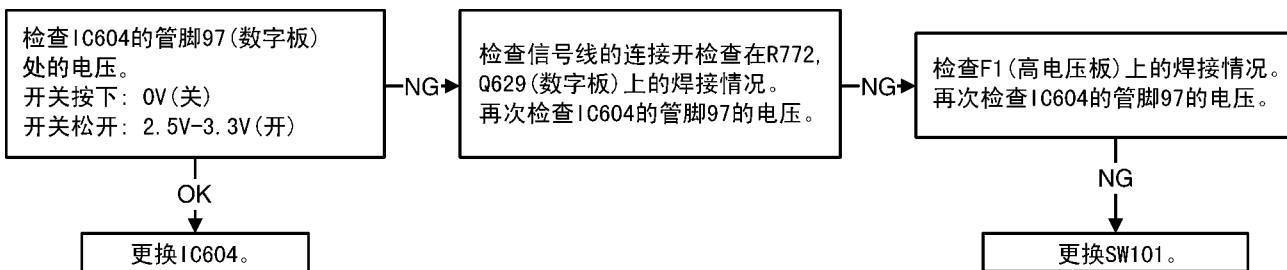 检查IC604的管脚97(数字板)
处的电压。
开关按下: 0V(关)
开关松开: 2.5V-3.3V(开)
NG
检查信号线的连接开检查在R772,
Q629(数字板)上的焊接情况。
再次检查IC604的管脚97的电压。
NG
检查F1(高电压板)上的焊接情况。
再次检查IC604的管脚97的电压。
OK
NG
更换IC604。
更换SW101。